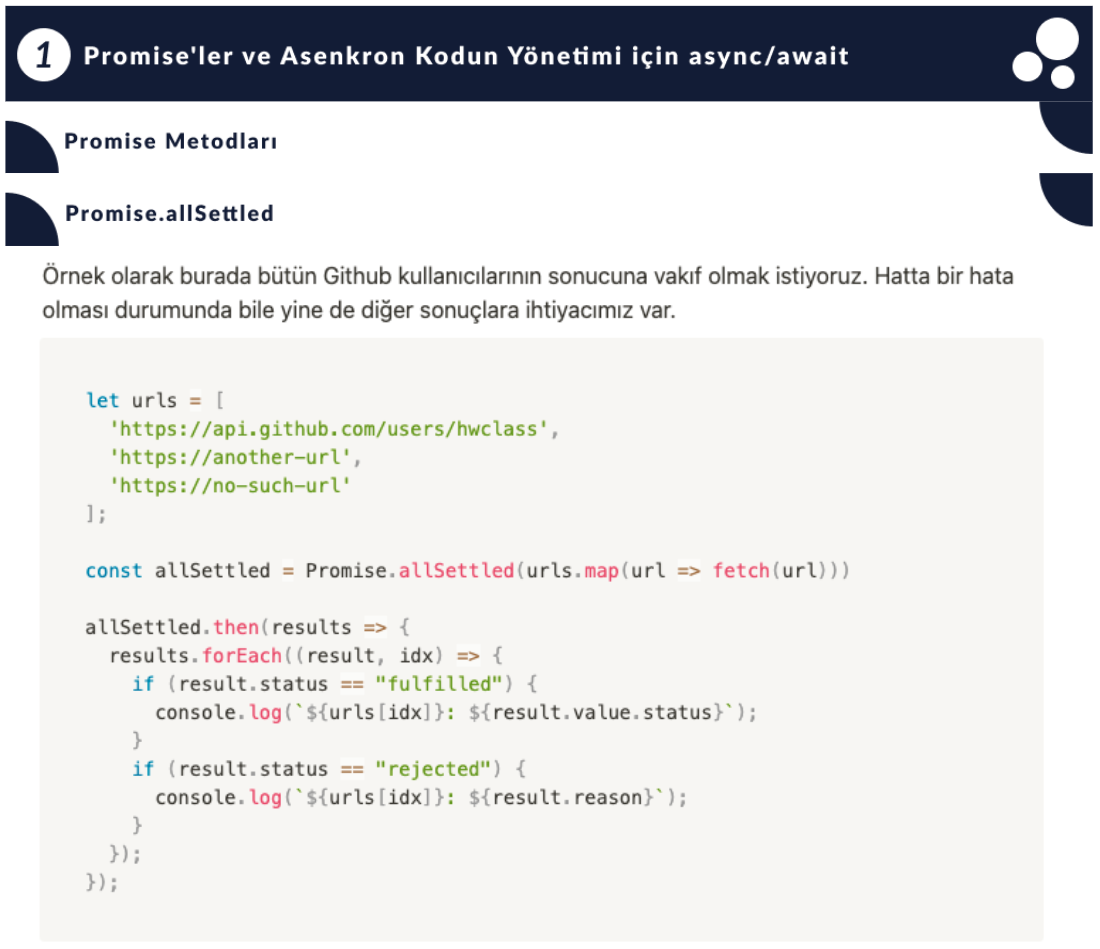 1 Promise'ler ve Asenkron Kodun Yönetimi için async/await
Promise Metodları
Promise.allSettled
Örnek olarak burada bütün Github kullanıcılarının sonucuna vakıf olmak istiyoruz. Hatta bir hata
olması durumunda bile yine de diğer sonuçlara ihtiyacımız var.
let urls = [
  'https://api.github.com/users/hwclass',
  'https://another-url',
  'https://no-such-url'
];
const allSettled = Promise.allSettled(urls.map(url => fetch(url)))
allSettled.then(results => {
  results.forEach((result, idx) => {
    if (result.status == "fulfilled") {
      console.log(`${urls[idx]}: ${result.value.status}`);
    }
    if (result.status == "rejected") {
      console.log(`${urls[idx]}: ${result.reason}`);
    }
  });
});